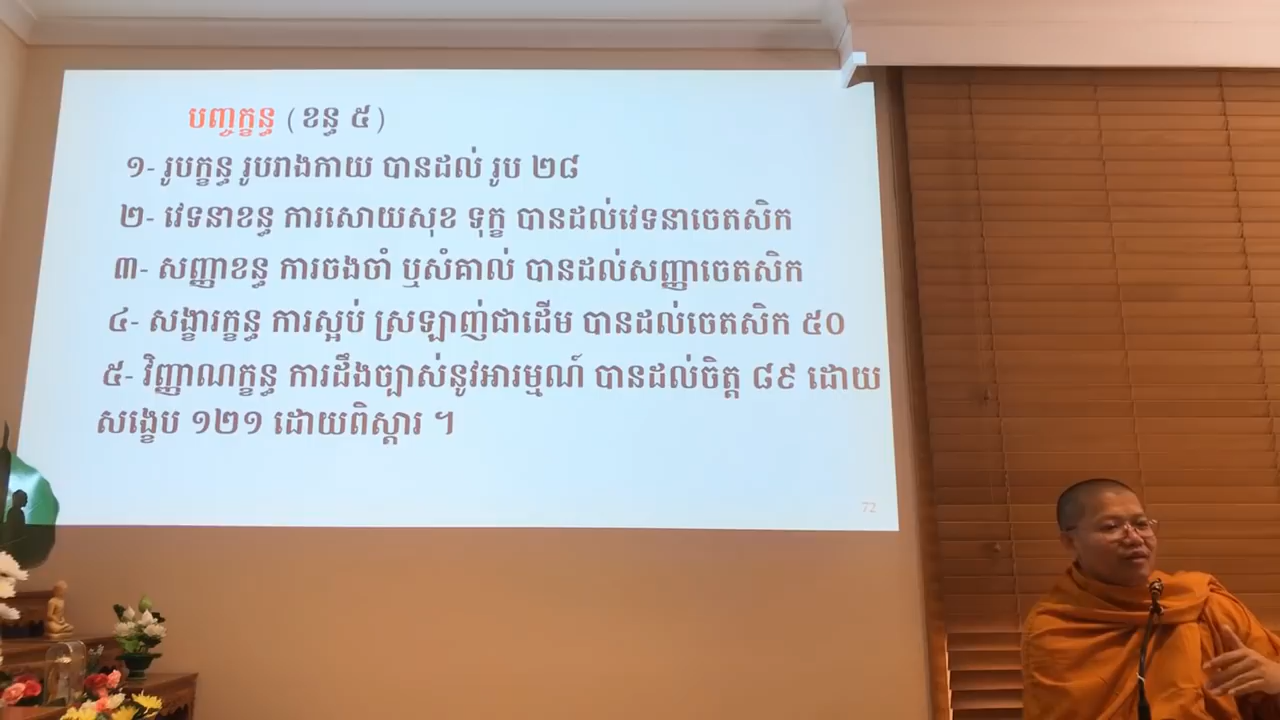 បញ្ចក្ខន្ធ ( ខន្ធ ៥ )
១- រូបក្ខន្ធ រូបរាងកាយ បានដល់ រូប ២៨
២- វេទនាខន្ធ ការសោយសុខ ទុក្ខ បានដល់វេទនាចេតសិក
៣- សញ្ញាខន្ធ ការចងចាំ ឬសំគាល់ បានដល់សញ្ញាចេតសិក
៤- សង្ខារក្ខន្ធ ការស្អប់ ស្រឡាញ់ជាដើម បានដល់ចេតសិក ៥០
៥- វិញ្ញាណក្ខន្ធ ការដឹងច្បាស់នូវអារម្មណ៍ បានដល់ចិត្ត ៨៩ ដោយ
សង្ខេប ១២១ ដោយពិស្តារ ។
72